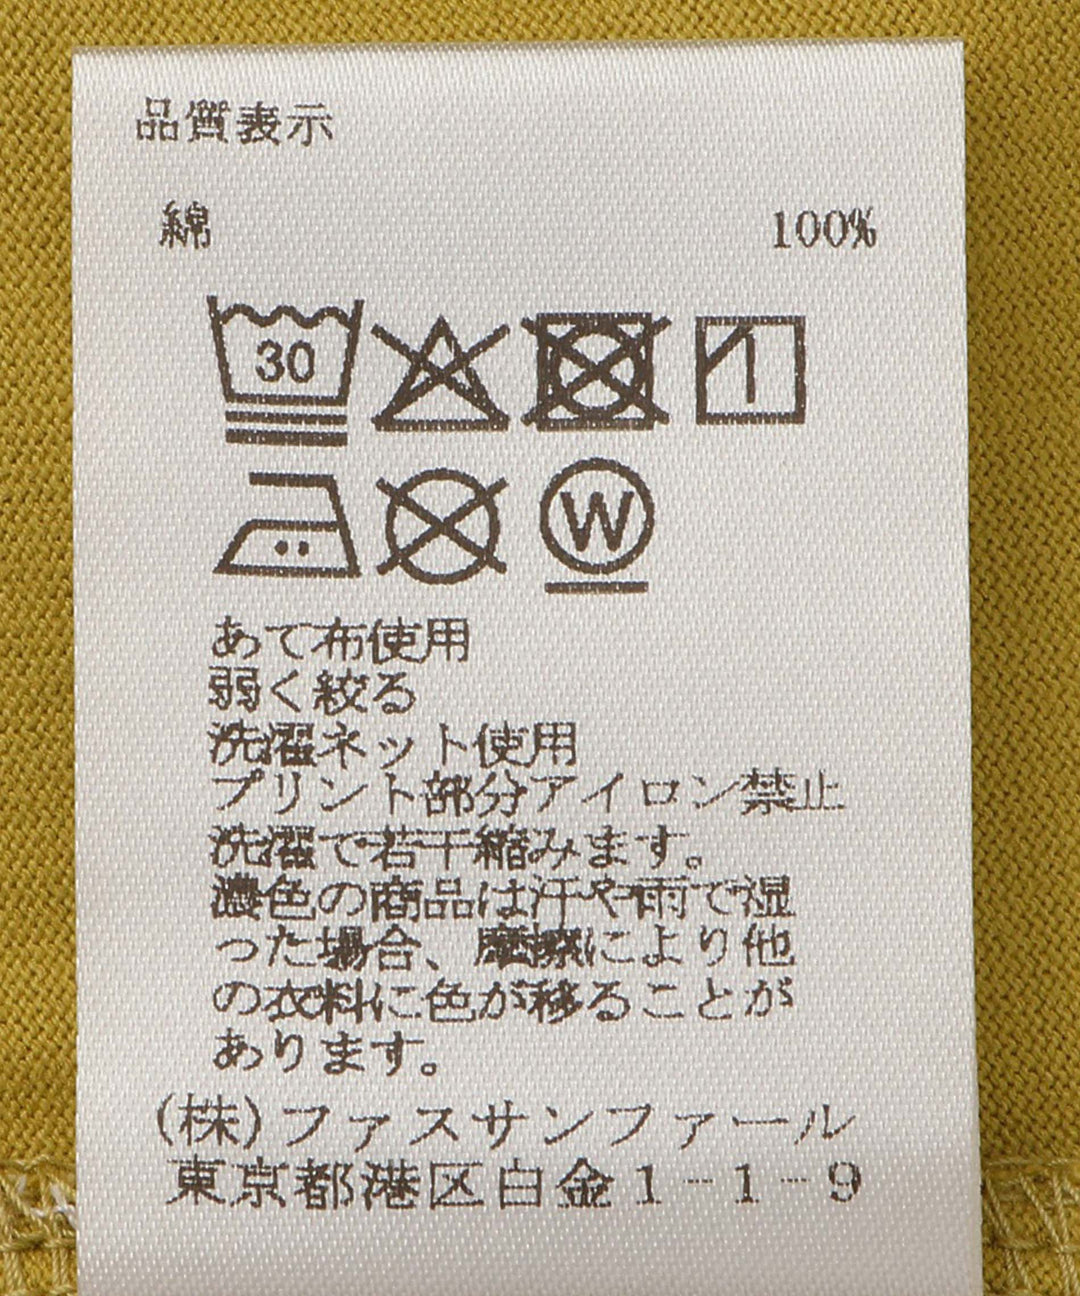 品質表示
綿 100%
30
W
あて布使用
弱く絞る
洗濯ネット使用
プリント部分アイロン禁止
洗濯で若干縮みます。
濃色の商品は汗や雨で湿
った場合、摩擦により他
の衣料に色が移ることが
あります。
(株)ファスサンファール
東京都港区白金1-1-9